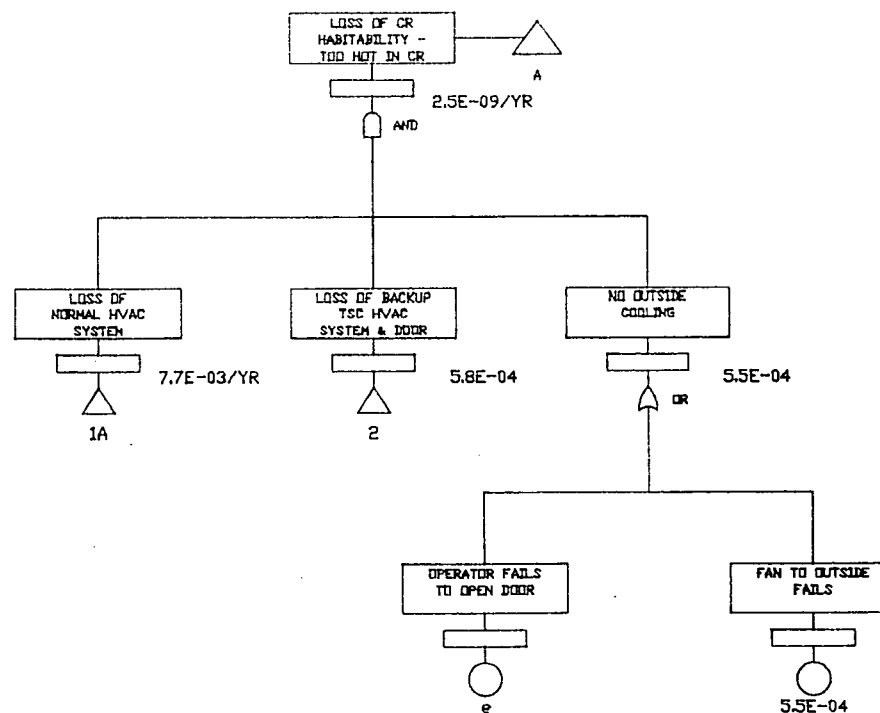 LOSS OF CR
HABITABILITY -
TOO HOT IN CR
A
2.5E-09/YR
AND
LOSS OF
NORMAL HVAC
SYSTEM
LOSS OF BACKUP
TSC HVAC
SYSTEM & DOOR
NO OUTSIDE
COOLING
7.7E-03/YR
5.8E-04
5.5E-04
1A
2
OR
OPERATOR FAILS
TO OPEN DOOR
FAN TO OUTSIDE
FAILS
e
5.5E-04